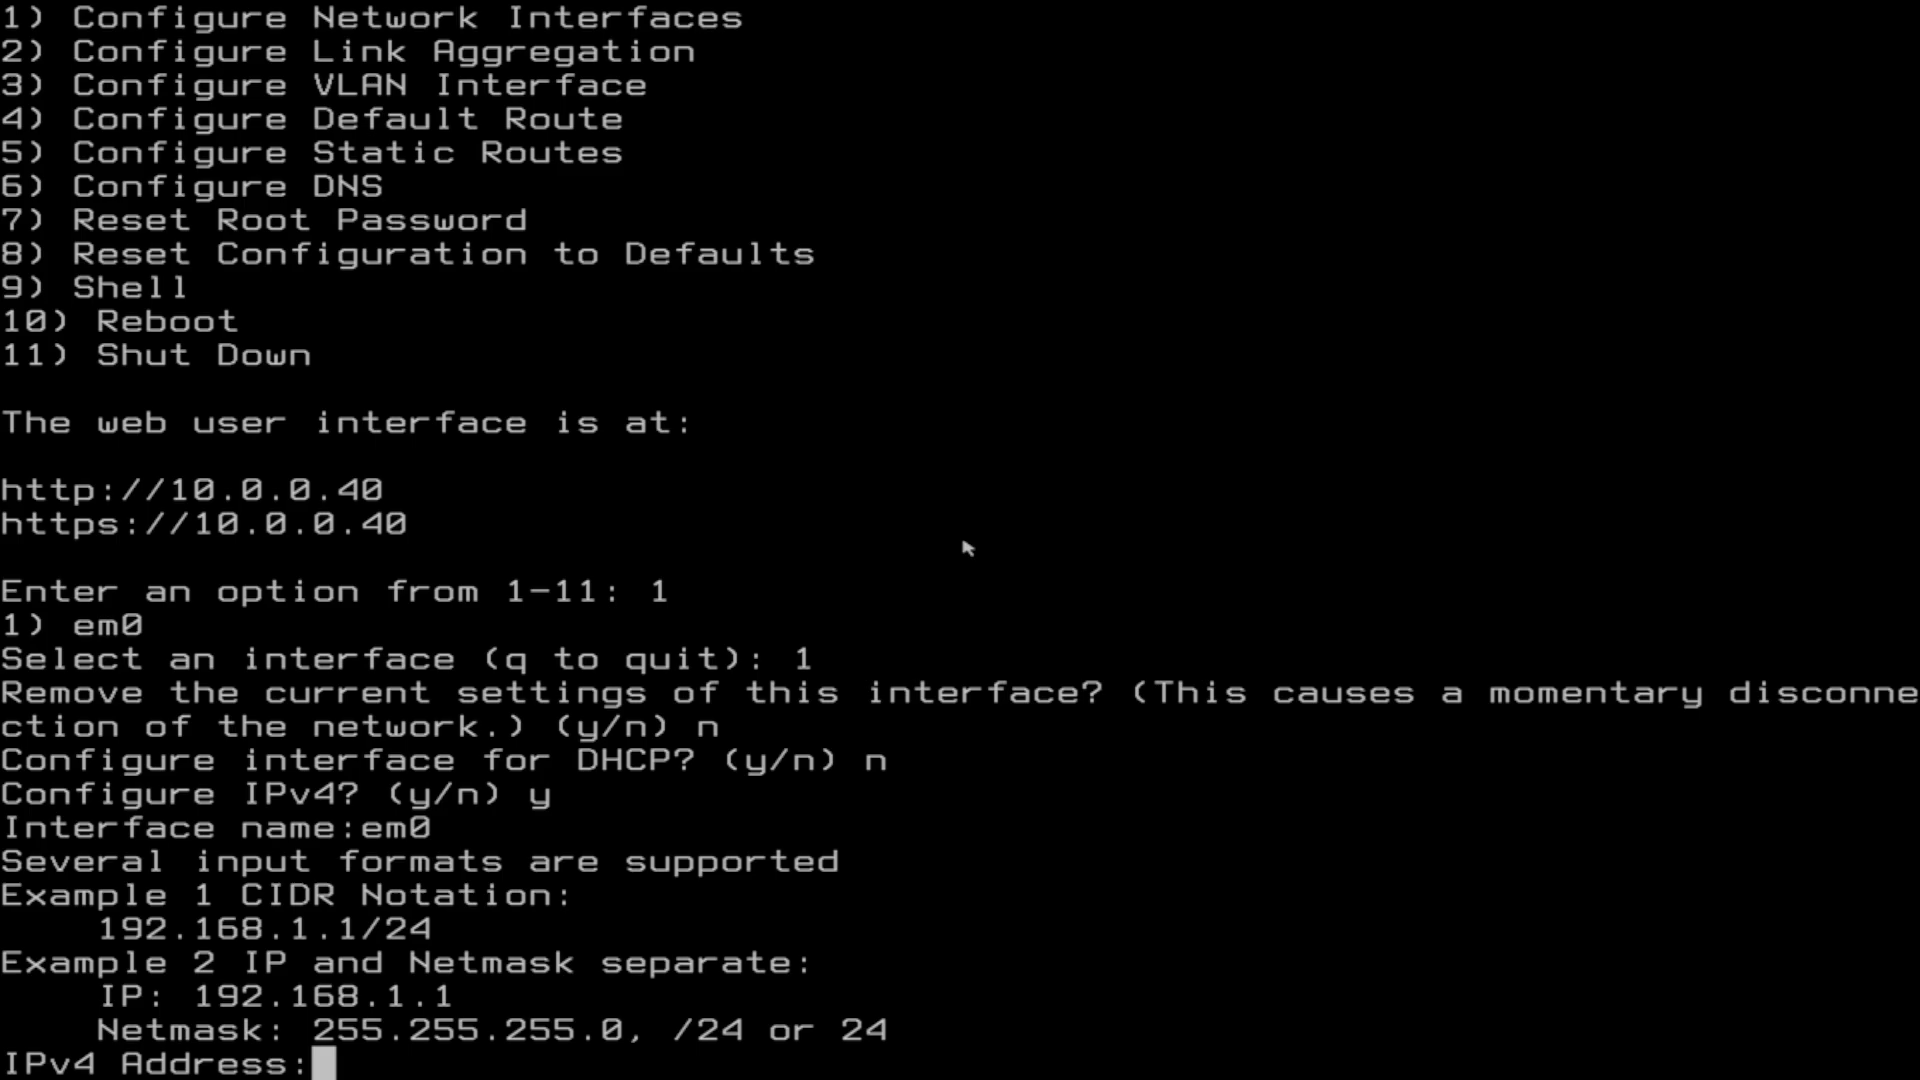 1) Configure Network Interfaces
2) Configure Link Aggregation
3) Configure VLAN Interface
4) Configure Default Route
5) Configure Static Routes
6) Configure DNS
7) Reset Root Password
8) Reset Configuration to Defaults
9) Shell
10) Reboot
11) Shut Down
The web user interface is at:
http://10.0.0.40
https://10.0.0.40
Enter an option from 1-11: 1
1) em0
Select an interface (q to quit): 1
Remove the current settings of this interface? (This causes a momentary disconne
ction of the network.) (y/n) n
Configure interface for DHCP? (y/n) n
Configure IPv4? (y/n) y
Interface name:em0
Several input formats are supported
Example 1 CIDR Notation:
    192.168.1.1/24
Example 2 IP and Netmask separate:
    IP: 192.168.1.1
    Netmask: 255.255.255.0, /24 or 24
IPv4 Address: